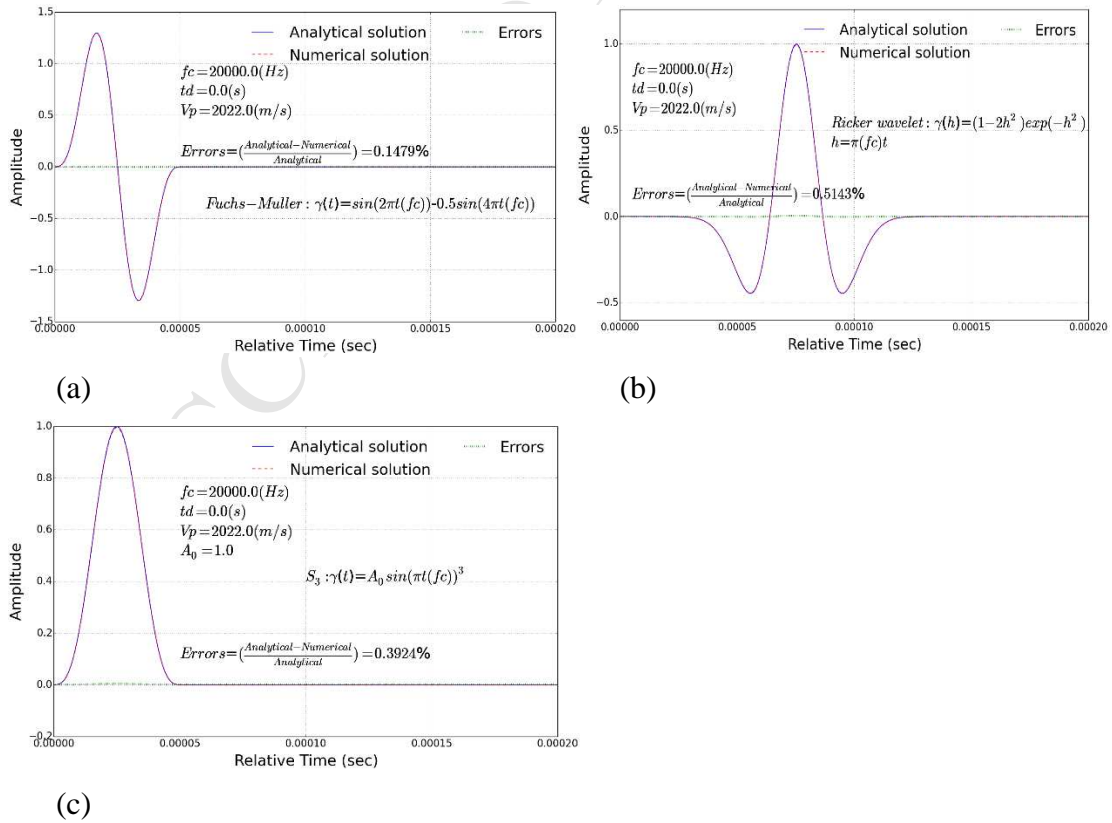 Analytical solution
Numerical solution
Errors
fc=20000.0(Hz)
td=0.0(s)
Vp=2022.0(m/s)
Errors=(Analytical−Numerical/Analytical)=0.1479%
Fuchs−Muller: γ(t)=sin(2πt(fc))-0.5sin(4πt(fc))
Amplitude
1.5
1.0
0.5
0.0
−0.5
−1.0
−1.5
0.00000 0.00005 0.00010 0.00015 0.00020
Relative Time (sec)
(a)
Analytical solution
Numerical solution
Errors
fc=20000.0(Hz)
td=0.0(s)
Vp=2022.0(m/s)
Ricker wavelet: γ(h)=(1−2h²)exp(−h²)
h=π(fc)t
Errors=(Analytical−Numerical/Analytical)=0.5143%
Amplitude
1.0
0.5
0.0
−0.5
0.00000 0.00005 0.00010 0.00015 0.00020
Relative Time (sec)
(b)
Analytical solution
Numerical solution
Errors
fc=20000.0(Hz)
td=0.0(s)
Vp=2022.0(m/s)
A₀=1.0
S₃:γ(t)=A₀sin(πt(fc))³
Errors=(Analytical−Numerical/Analytical)=0.3924%
Amplitude
1.0
0.8
0.6
0.4
0.2
0.0
−0.2
0.00000 0.00005 0.00010 0.00015 0.00020
Relative Time (sec)
(c)